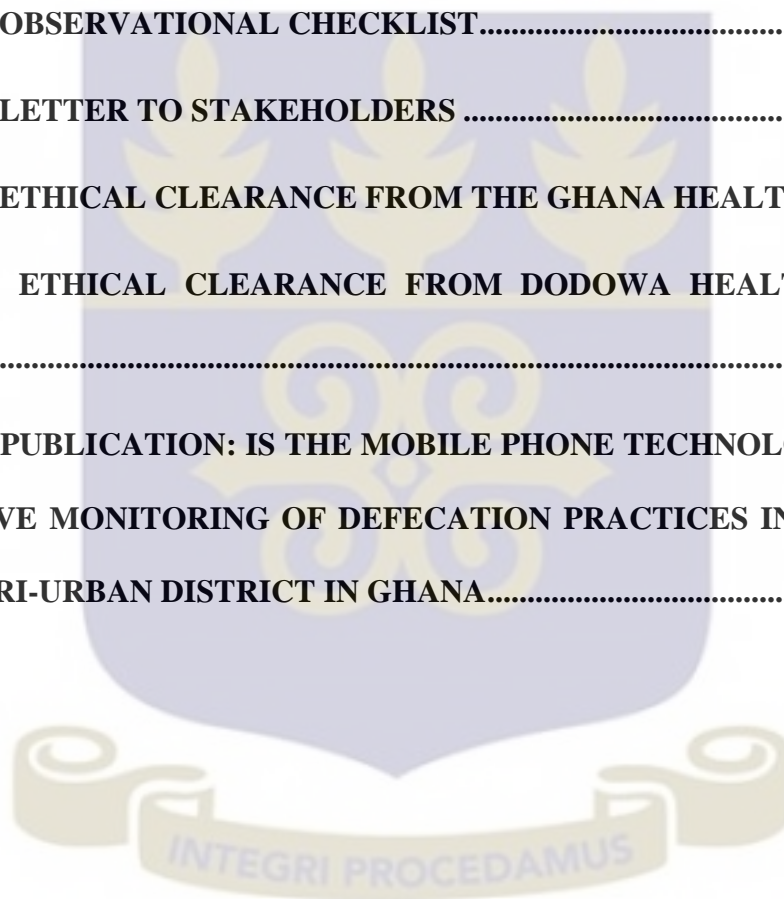 OBSERVATIONAL CHECKLIST.....................................
LETTER TO STAKEHOLDERS .......................................
ETHICAL CLEARANCE FROM THE GHANA HEALT
ETHICAL CLEARANCE FROM DODOWA HEAL
...............................................................................................
PUBLICATION: IS THE MOBILE PHONE TECHNOL
VE MONITORING OF DEFECATION PRACTICES IN
RI-URBAN DISTRICT IN GHANA....................................
INTEGRI PROCEDAMUS